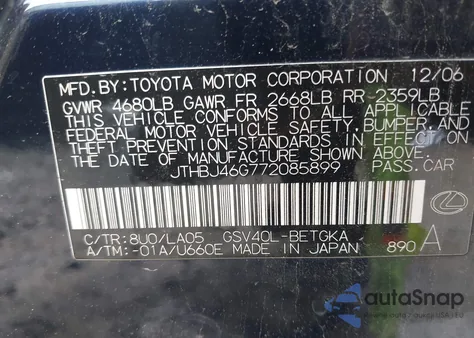 MFD.BY:TOYOTA MOTOR CORPORATION 12/06
GVWR 4680LB GAWR FR 2668LB RR 2359LB
THIS VEHICLE CONFORMS TO ALL APPLICABLE
FEDERAL MOTOR VEHICLE SAFETY,BUMPER,AND
THEFT PREVENTION STANDARDS IN EFFECT ON
THE DATE OF MANUFACTURE SHOWN ABOVE.
JTHBJ46G772085899 PASS.CAR
C/TR:8U0/LA05 GSV40L-BETGKA
A/TM:-01A/U660E MADE IN JAPAN 890 A
autoSnap